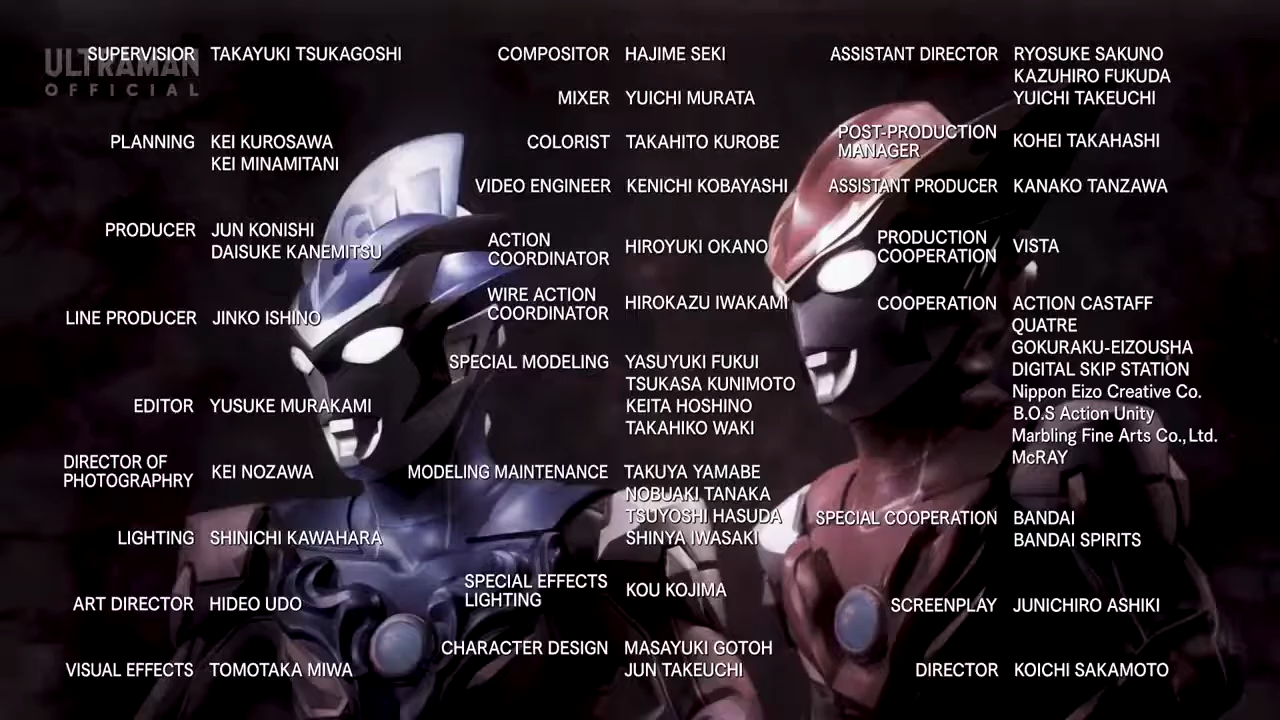 ULTRAMAN
OFFICIAL
SUPERVISIOR TAKAYUKI TSUKAGOSHI
PLANNING KEI KUROSAWA
KEI MINAMITANI
PRODUCER JUN KONISHI
DAISUKE KANEMITSU
LINE PRODUCER JINKO ISHINO
EDITOR YUSUKE MURAKAMI
DIRECTOR OF
PHOTOGRAPHRY KEI NOZAWA
LIGHTING SHINICHI KAWAHARA
ART DIRECTOR HIDEO UDO
VISUAL EFFECTS TOMOTAKA MIWA
COMPOSITOR HAJIME SEKI
MIXER YUICHI MURATA
COLORIST TAKAHITO KUROBE
VIDEO ENGINEER KENICHI KOBAYASHI
ACTION
COORDINATOR HIROYUKI OKANO
WIRE ACTION
COORDINATOR HIROKAZU IWAKAMI
SPECIAL MODELING YASUYUKI FUKUI
TSUKASA KUNIMOTO
KEITA HOSHINO
TAKAHIKO WAKI
MODELING MAINTENANCE TAKUYA YAMABE
NOBUAKI TANAKA
TSUYOSHI HASUDA
SHINYA IWASAKI
SPECIAL EFFECTS
LIGHTING KOU KOJIMA
CHARACTER DESIGN MASAYUKI GOTOH
JUN TAKEUCHI
ASSISTANT DIRECTOR RYOSUKE SAKUNO
KAZUHIRO FUKUDA
YUICHI TAKEUCHI
POST-PRODUCTION
MANAGER KOHEI TAKAHASHI
ASSISTANT PRODUCER KANAKO TANZAWA
PRODUCTION
COOPERATION VISTA
COOPERATION ACTION CASTAFF
QUATRE
GOKURAKU-EIZOUSHA
DIGITAL SKIP STATION
Nippon Eizo Creative Co.
B.O.S Action Unity
Marbling Fine Arts Co., Ltd.
McRAY
SPECIAL COOPERATION BANDAI
BANDAI SPIRITS
SCREENPLAY JUNICHIRO ASHIKI
DIRECTOR KOICHI SAKAMOTO